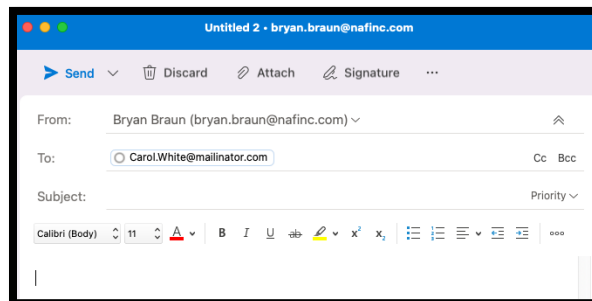 Untitled 2 • bryan.braun@nafinc.com
Send Discard Attach Signature ...
From: Bryan Braun (bryan.braun@nafinc.com)
To: Carol.White@mailinator.com Cc Bcc
Subject: Priority
Calibri (Body) 11 A B I U ab x² x₂